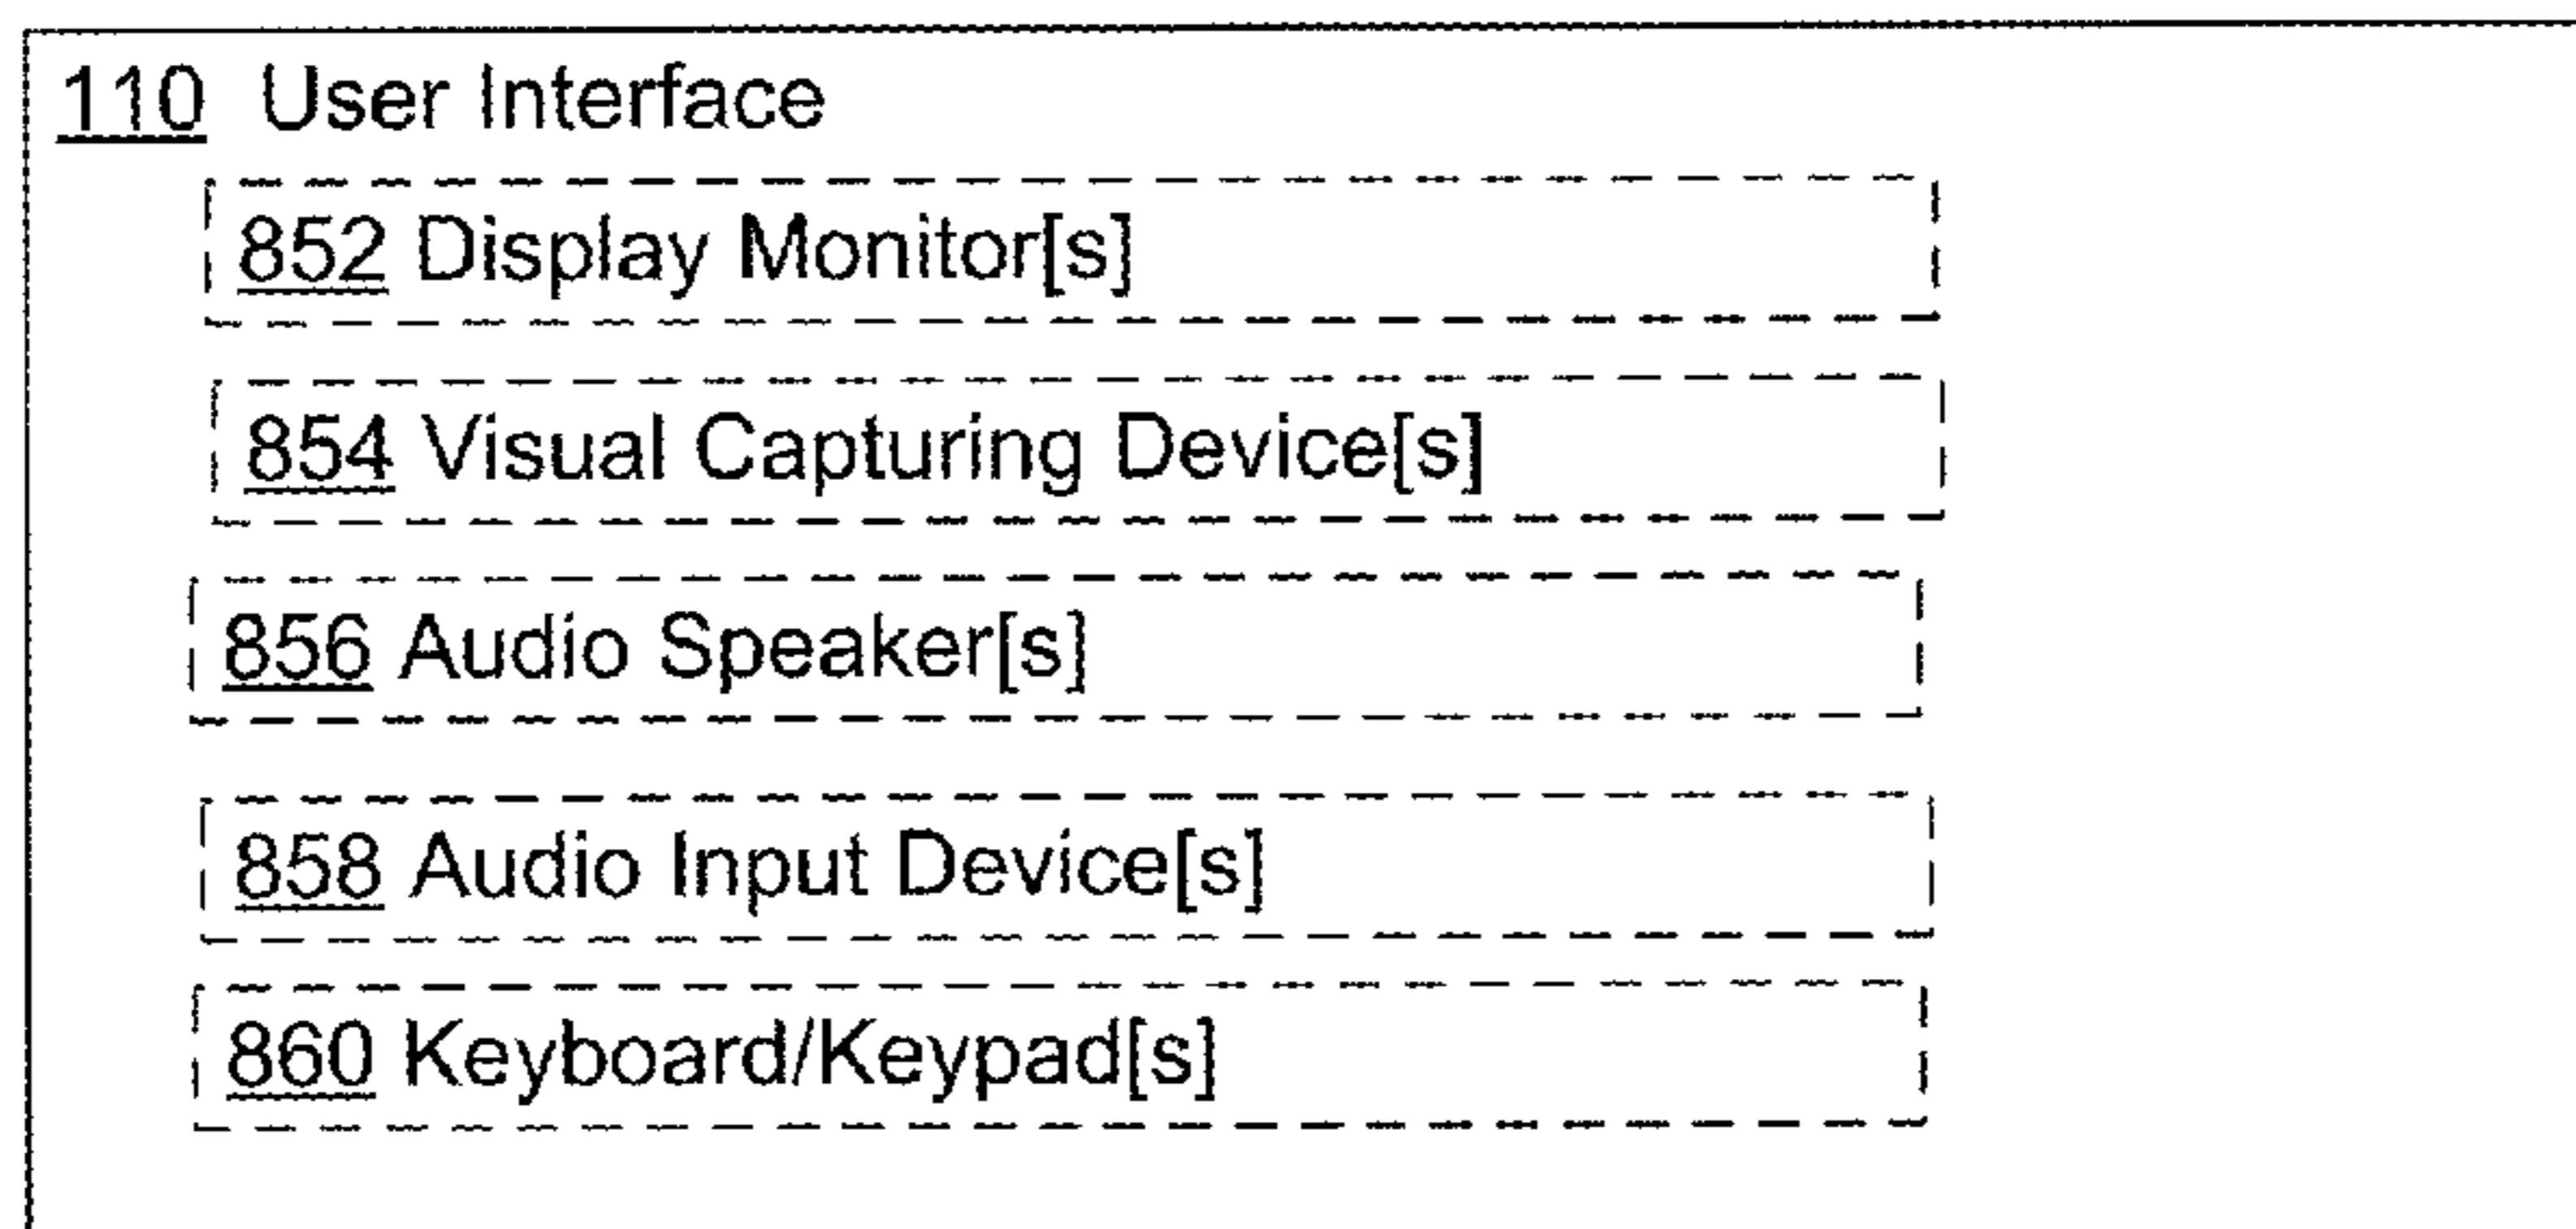 110 User Interface
852 Display Monitor[s]
854 Visual Capturing Device[s]
856 Audio Speaker[s]
858 Audio Input Device[s]
860 Keyboard/Keypad[s]